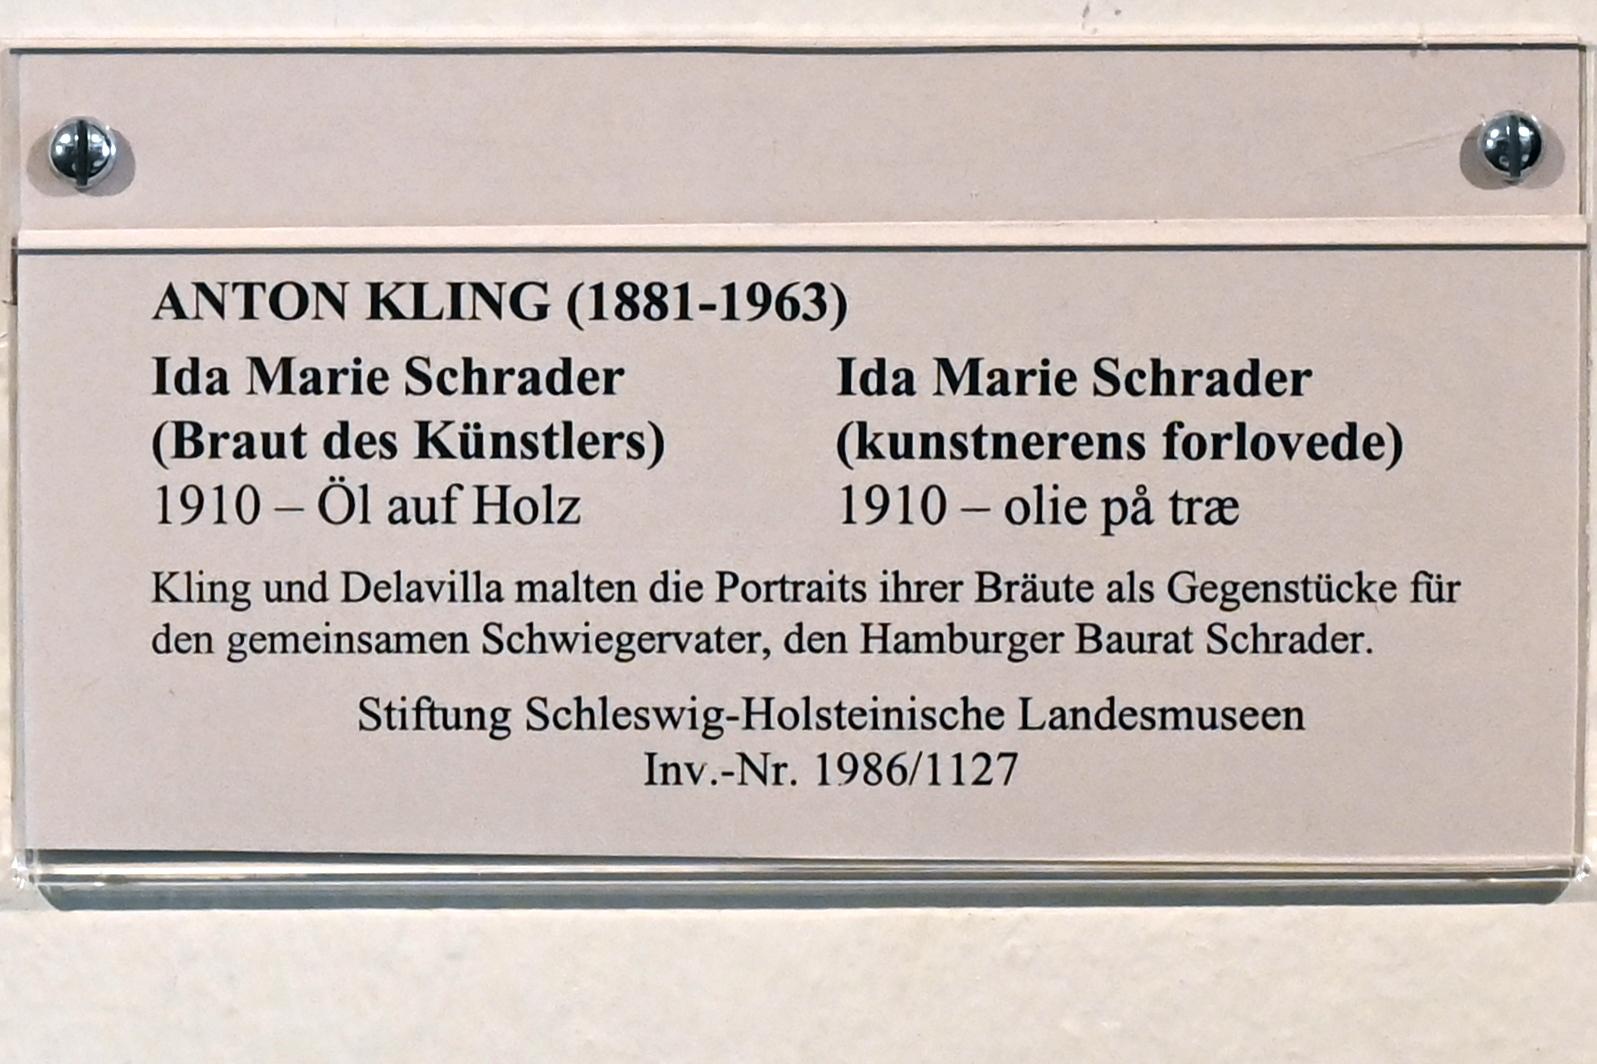 ANTON KLING (1881-1963)
Ida Marie Schrader
(Braut des Künstlers)
1910 – Öl auf Holz
Ida Marie Schrader
(kunstnerens forlovede)
1910 – olie på træ
Kling und Delavilla malten die Portraits ihrer Bräute als Gegenstücke für
den gemeinsamen Schwiegervater, den Hamburger Baurat Schrader.
Stiftung Schleswig-Holsteinische Landesmuseen
Inv.-Nr. 1986/1127